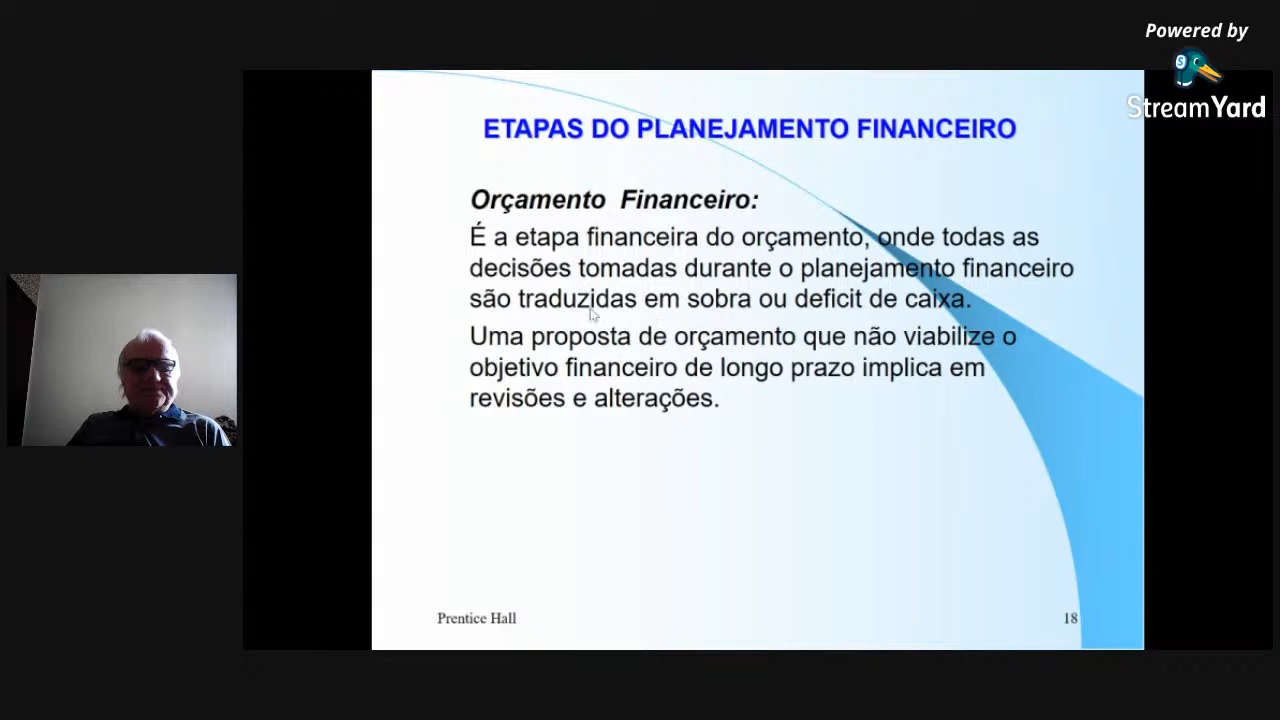 Powered by
StreamYard
ETAPAS DO PLANEJAMENTO FINANCEIRO
Orçamento Financeiro:
É a etapa financeira do orçamento, onde todas as
decisões tomadas durante o planejamento financeiro
são traduzidas em sobra ou deficit de caixa.
Uma proposta de orçamento que não viabilize o
objetivo financeiro de longo prazo implica em
revisões e alterações.
Prentice Hall
18